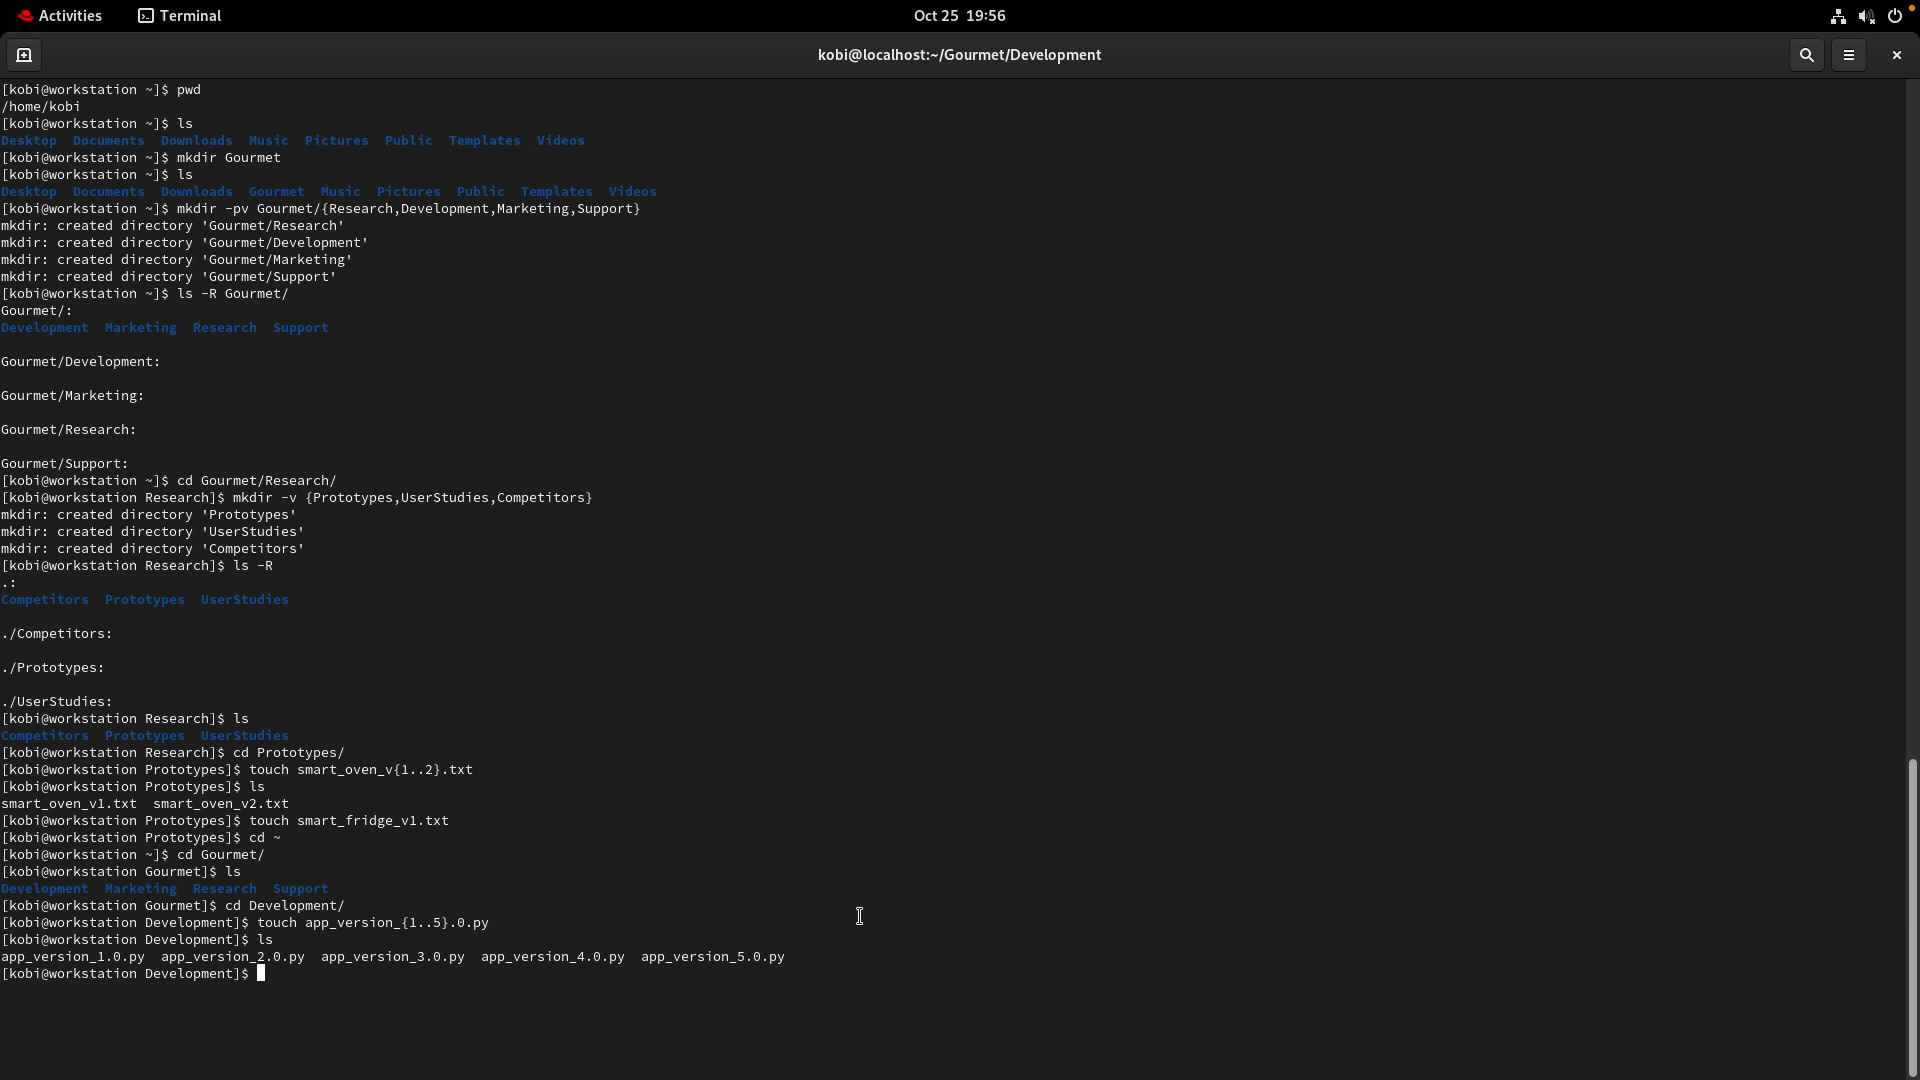 Activities Terminal Oct 25 19:56
kobi@localhost:~/Gourmet/Development
[kobi@workstation ~]$ pwd
/home/kobi
[kobi@workstation ~]$ ls
Desktop  Documents  Downloads  Music  Pictures  Public  Templates  Videos
[kobi@workstation ~]$ mkdir Gourmet
[kobi@workstation ~]$ ls
Desktop  Documents  Downloads  Gourmet  Music  Pictures  Public  Templates  Videos
[kobi@workstation ~]$ mkdir -pv Gourmet/{Research,Development,Marketing,Support}
mkdir: created directory 'Gourmet/Research'
mkdir: created directory 'Gourmet/Development'
mkdir: created directory 'Gourmet/Marketing'
mkdir: created directory 'Gourmet/Support'
[kobi@workstation ~]$ ls -R Gourmet/
Gourmet/:
Development  Marketing  Research  Support
Gourmet/Development:
Gourmet/Marketing:
Gourmet/Research:
Gourmet/Support:
[kobi@workstation ~]$ cd Gourmet/Research/
[kobi@workstation Research]$ mkdir -v {Prototypes,UserStudies,Competitors}
mkdir: created directory 'Prototypes'
mkdir: created directory 'UserStudies'
mkdir: created directory 'Competitors'
[kobi@workstation Research]$ ls -R
.:
Competitors  Prototypes  UserStudies
./Competitors:
./Prototypes:
./UserStudies:
[kobi@workstation Research]$ ls
Competitors  Prototypes  UserStudies
[kobi@workstation Research]$ cd Prototypes/
[kobi@workstation Prototypes]$ touch smart_oven_v{1..2}.txt
[kobi@workstation Prototypes]$ ls
smart_oven_v1.txt  smart_oven_v2.txt
[kobi@workstation Prototypes]$ touch smart_fridge_v1.txt
[kobi@workstation Prototypes]$ cd ~
[kobi@workstation ~]$ cd Gourmet/
[kobi@workstation Gourmet]$ ls
Development  Marketing  Research  Support
[kobi@workstation Gourmet]$ cd Development/
[kobi@workstation Development]$ touch app_version_{1..5}.0.py
[kobi@workstation Development]$ ls
app_version_1.0.py  app_version_2.0.py  app_version_3.0.py  app_version_4.0.py  app_version_5.0.py
[kobi@workstation Development]$